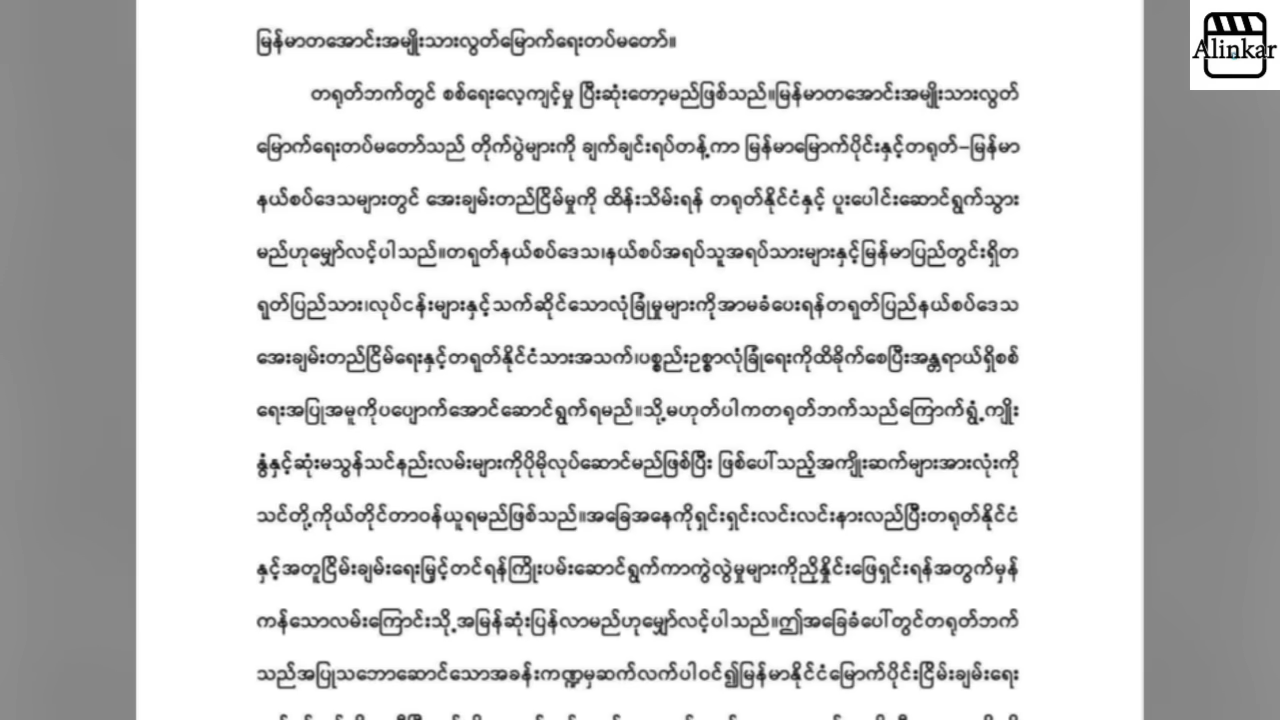 မြန်မာတအောင်းအမျိုးသားလွတ်မြောက်ရေးတပ်မတော်။
Alinkar
တရုတ်ဘက်တွင် စစ်ရေးလေ့ကျင့်မှု ပြီးဆုံးတော့မည်ဖြစ်သည်။မြန်မာတအောင်းအမျိုးသားလွတ်
မြောက်ရေးတပ်မတော်သည် တိုက်ပွဲများကို ချက်ချင်းရပ်တန့်ကာ မြန်မာမြောက်ပိုင်းနှင့်တရုတ်–မြန်မာ
နယ်စပ်ဒေသများတွင် အေးချမ်းတည်ငြိမ်မှုကို ထိန်းသိမ်းရန် တရုတ်နိုင်ငံနှင့် ပူးပေါင်းဆောင်ရွက်သွား
မည်ဟုမျှော်လင့်ပါသည်။တရုတ်နယ်စပ်ဒေသ၊နယ်စပ်အရပ်သူအရပ်သားများနှင့်မြန်မာပြည်တွင်းရှိတ
ရုတ်ပြည်သား၊လုပ်ငန်းများနှင့်သက်ဆိုင်သောလုံခြုံမှုများကိုအာမခံပေးရန်တရုတ်ပြည်နယ်စပ်ဒေသ
အေးချမ်းတည်ငြိမ်ရေးနှင့်တရုတ်နိုင်ငံသားအသက်၊ပစ္စည်းဥစ္စာလုံခြုံရေးကိုထိခိုက်စေပြီးအန္တရာယ်ရှိစစ်
ရေးအပြုအမူကိုပပျောက်အောင်ဆောင်ရွက်ရမည်။သို့မဟုတ်ပါကတရုတ်ဘက်သည်ကြောက်ရွံ့ကျိုး
နွံနှင့်ဆုံးမသွန်သင်နည်းလမ်းများကိုပိုမိုလုပ်ဆောင်မည်ဖြစ်ပြီး ဖြစ်ပေါ်သည့်အကျိုးဆက်များအားလုံးကို
သင်တို့ကိုယ်တိုင်တာဝန်ယူရမည်ဖြစ်သည်။အခြေအနေကိုရှင်းရှင်းလင်းလင်းနားလည်ပြီးတရုတ်နိုင်ငံ
နှင့်အတူငြိမ်းချမ်းရေးမြှင့်တင်ရန်ကြိုးပမ်းဆောင်ရွက်ကာကွဲလွဲမှုများကိုညှိနှိုင်းဖြေရှင်းရန်အတွက်မှန်
ကန်သောလမ်းကြောင်းသို့အမြန်ဆုံးပြန်လာမည်ဟုမျှော်လင့်ပါသည်။ဤအခြေခံပေါ်တွင်တရုတ်ဘက်
သည်အပြုသဘောဆောင်သောအခန်းကဏ္ဍမှဆက်လက်ပါဝင်၍မြန်မာနိုင်ငံမြောက်ပိုင်းငြိမ်းချမ်းရေး